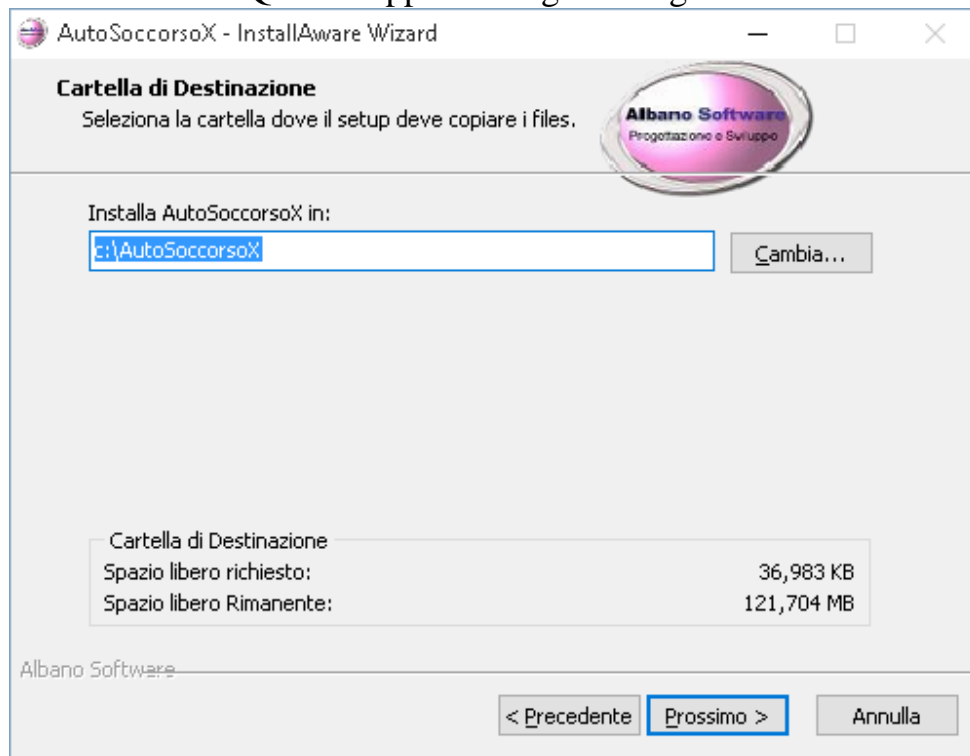 AutoSoccorsoX - InstallAware Wizard
Cartella di Destinazione
Seleziona la cartella dove il setup deve copiare i files.
Albano Software
Progettazione e Sviluppo
Installa AutoSoccorsoX in:
c:\AutoSoccorsoX
Cambia...
Cartella di Destinazione
Spazio libero richiesto: 36,983 KB
Spazio libero Rimanente: 121,704 MB
Albano Software
< Precedente Prossimo > Annulla